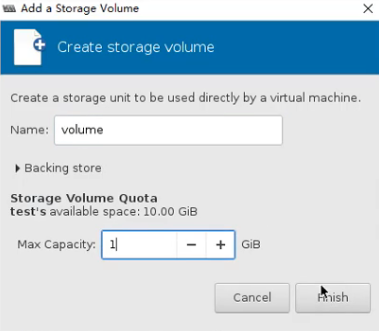 Add a Storage Volume
Create storage volume
Create a storage unit to be used directly by a virtual machine.
Name: volume
Backing store
Storage Volume Quota
test's available space: 10.00 GiB
Max Capacity: 1 − + GiB
Cancel Finish